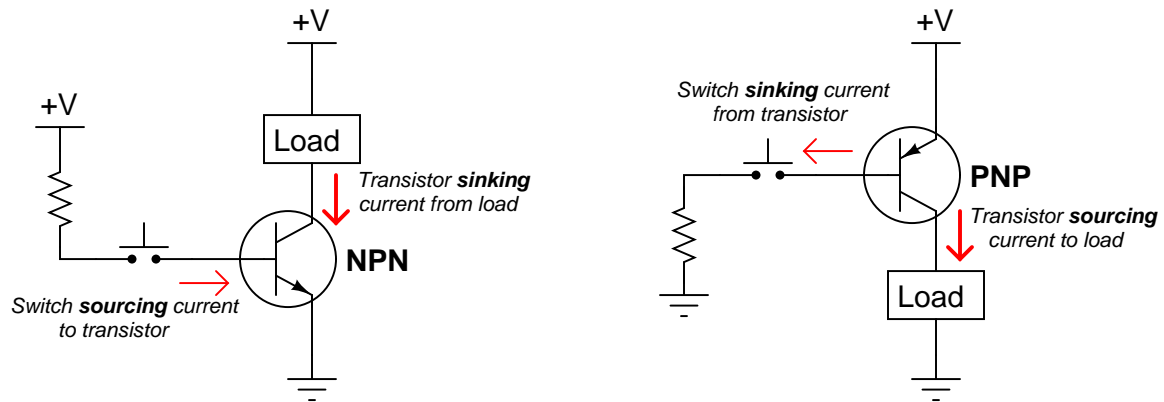 +V
+V
Load
Transistor sinking
current from load
NPN
Switch sourcing current
to transistor
+V
Switch sinking current
from transistor
PNP
Transistor sourcing
current to load
Load